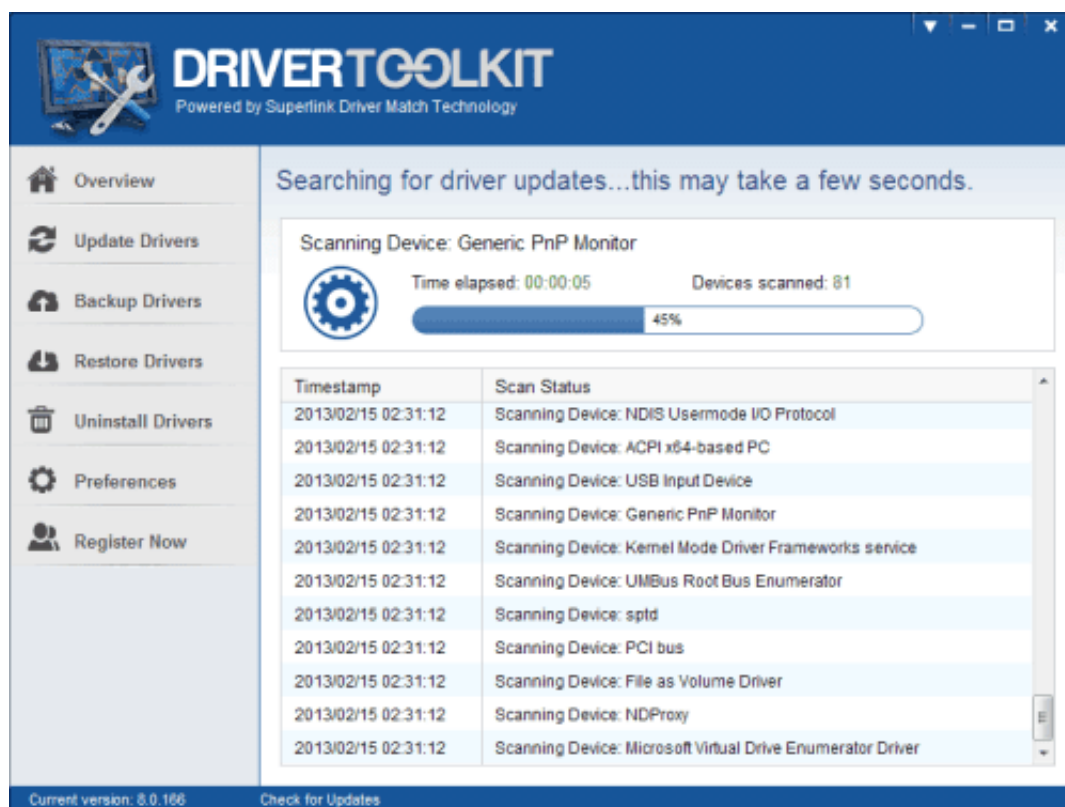 DRIVERTOOLKIT
Powered by Superlink Driver Match Technology
Overview
Update Drivers
Backup Drivers
Restore Drivers
Uninstall Drivers
Preferences
Register Now
Searching for driver updates...this may take a few seconds.
Scanning Device: Generic PnP Monitor
Time elapsed: 00:00:05 Devices scanned: 81
45%
Timestamp Scan Status
2013/02/15 02:31:12 Scanning Device: NDIS Usermode I/O Protocol
2013/02/15 02:31:12 Scanning Device: ACPI x64-based PC
2013/02/15 02:31:12 Scanning Device: USB Input Device
2013/02/15 02:31:12 Scanning Device: Generic PnP Monitor
2013/02/15 02:31:12 Scanning Device: Kernel Mode Driver Frameworks service
2013/02/15 02:31:12 Scanning Device: UMBus Root Bus Enumerator
2013/02/15 02:31:12 Scanning Device: sptd
2013/02/15 02:31:12 Scanning Device: PCI bus
2013/02/15 02:31:12 Scanning Device: File as Volume Driver
2013/02/15 02:31:12 Scanning Device: NDProxy
2013/02/15 02:31:12 Scanning Device: Microsoft Virtual Drive Enumerator Driver
Current version: 8.0.166 Check for Updates